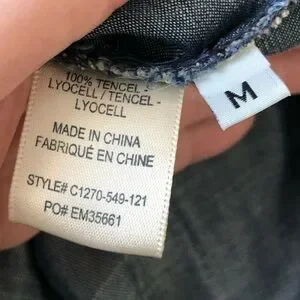 100% TENCEL -
LYOCELL / TENCEL -
LYOCELL
MADE IN CHINA
FABRIQUÉ EN CHINE
STYLE# C1270-549-121
PO# EM35661
M